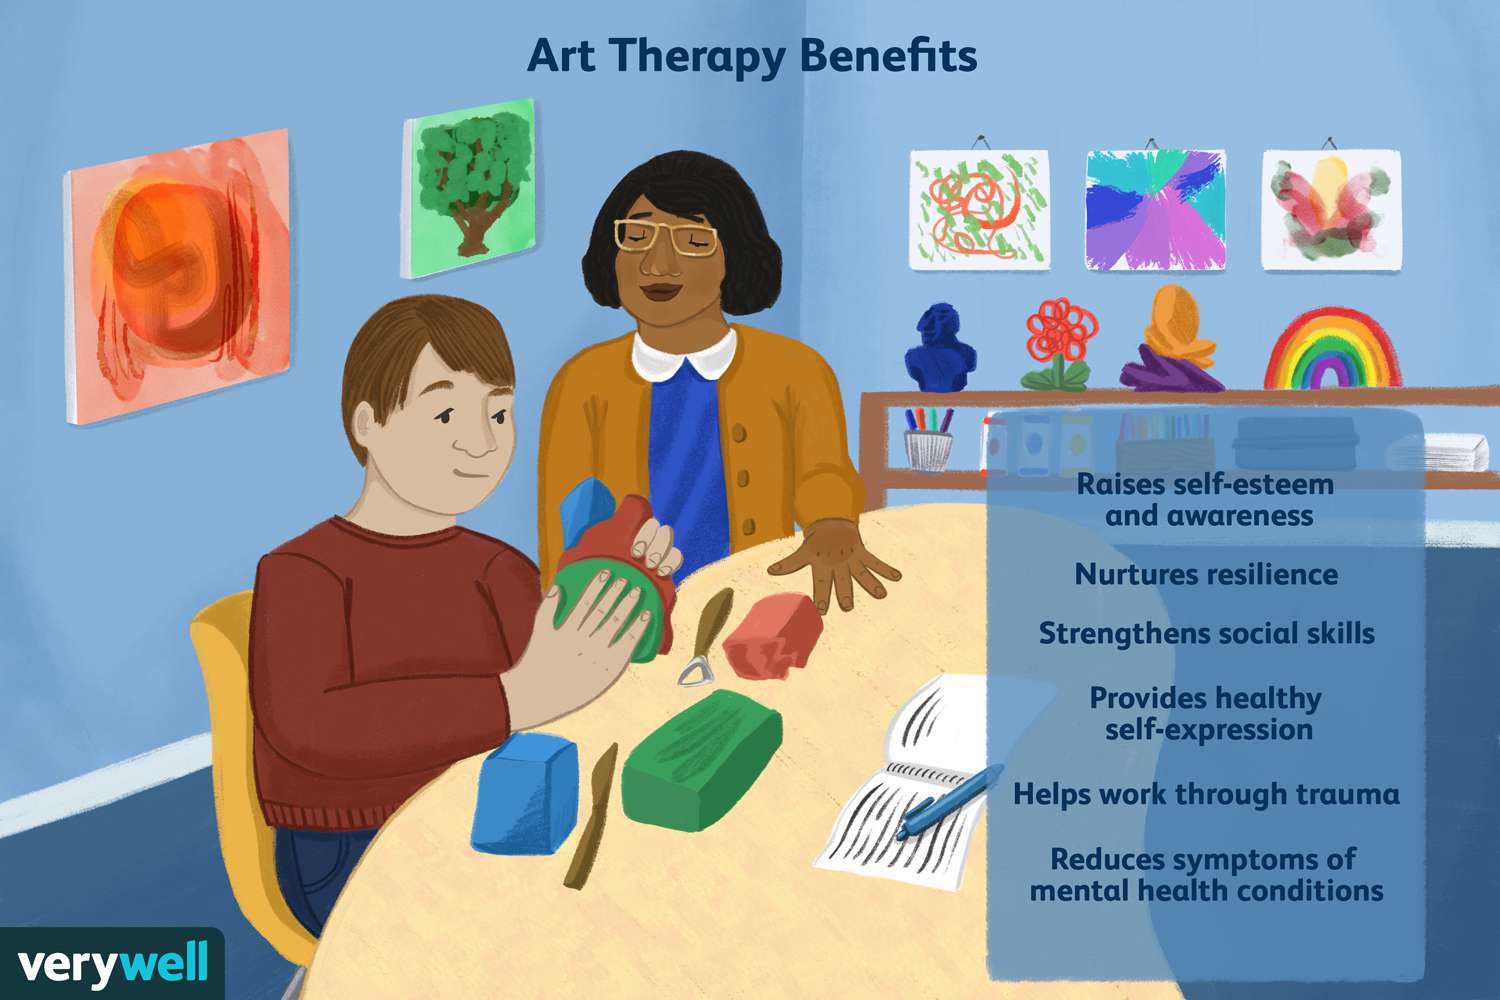 Art Therapy Benefits
Raises self-esteem
and awareness
Nurtures resilience
Strengthens social skills
Provides healthy
self-expression
Helps work through trauma
Reduces symptoms of
mental health conditions
verywell